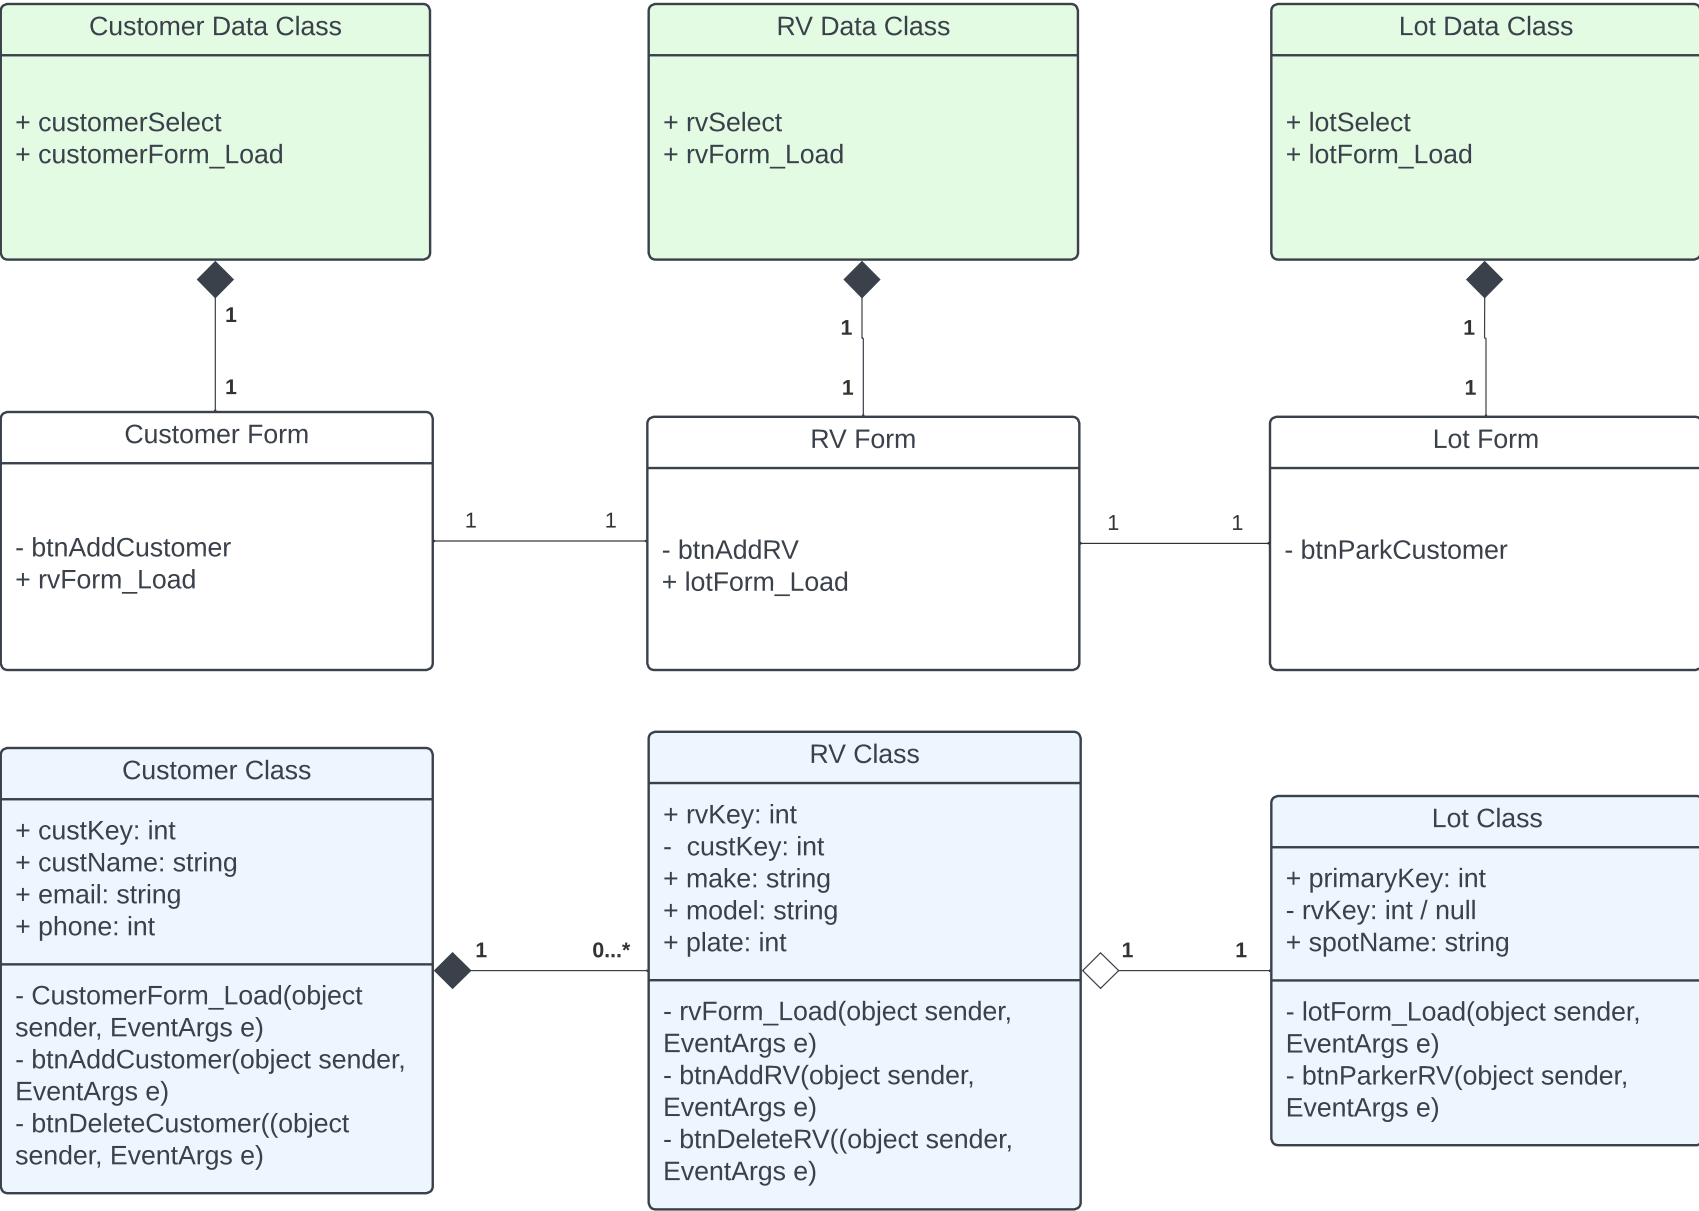 Customer Data Class
+ customerSelect
+ customerForm_Load
RV Data Class
+ rvSelect
+ rvForm_Load
Lot Data Class
+ lotSelect
+ lotForm_Load
1
1
1
1
1
1
Customer Form
- btnAddCustomer
+ rvForm_Load
1
1
RV Form
- btnAddRV
+ lotForm_Load
1
1
Lot Form
- btnParkCustomer
Customer Class
+ custKey: int
+ custName: string
+ email: string
+ phone: int
- CustomerForm_Load(object
sender, EventArgs e)
- btnAddCustomer(object sender,
EventArgs e)
- btnDeleteCustomer((object
sender, EventArgs e)
1
0...*
RV Class
+ rvKey: int
-  custKey: int
+ make: string
+ model: string
+ plate: int
- rvForm_Load(object sender,
EventArgs e)
- btnAddRV(object sender,
EventArgs e)
- btnDeleteRV((object sender,
EventArgs e)
1
1
Lot Class
+ primaryKey: int
- rvKey: int / null
+ spotName: string
- lotForm_Load(object sender,
EventArgs e)
- btnParkerRV(object sender,
EventArgs e)